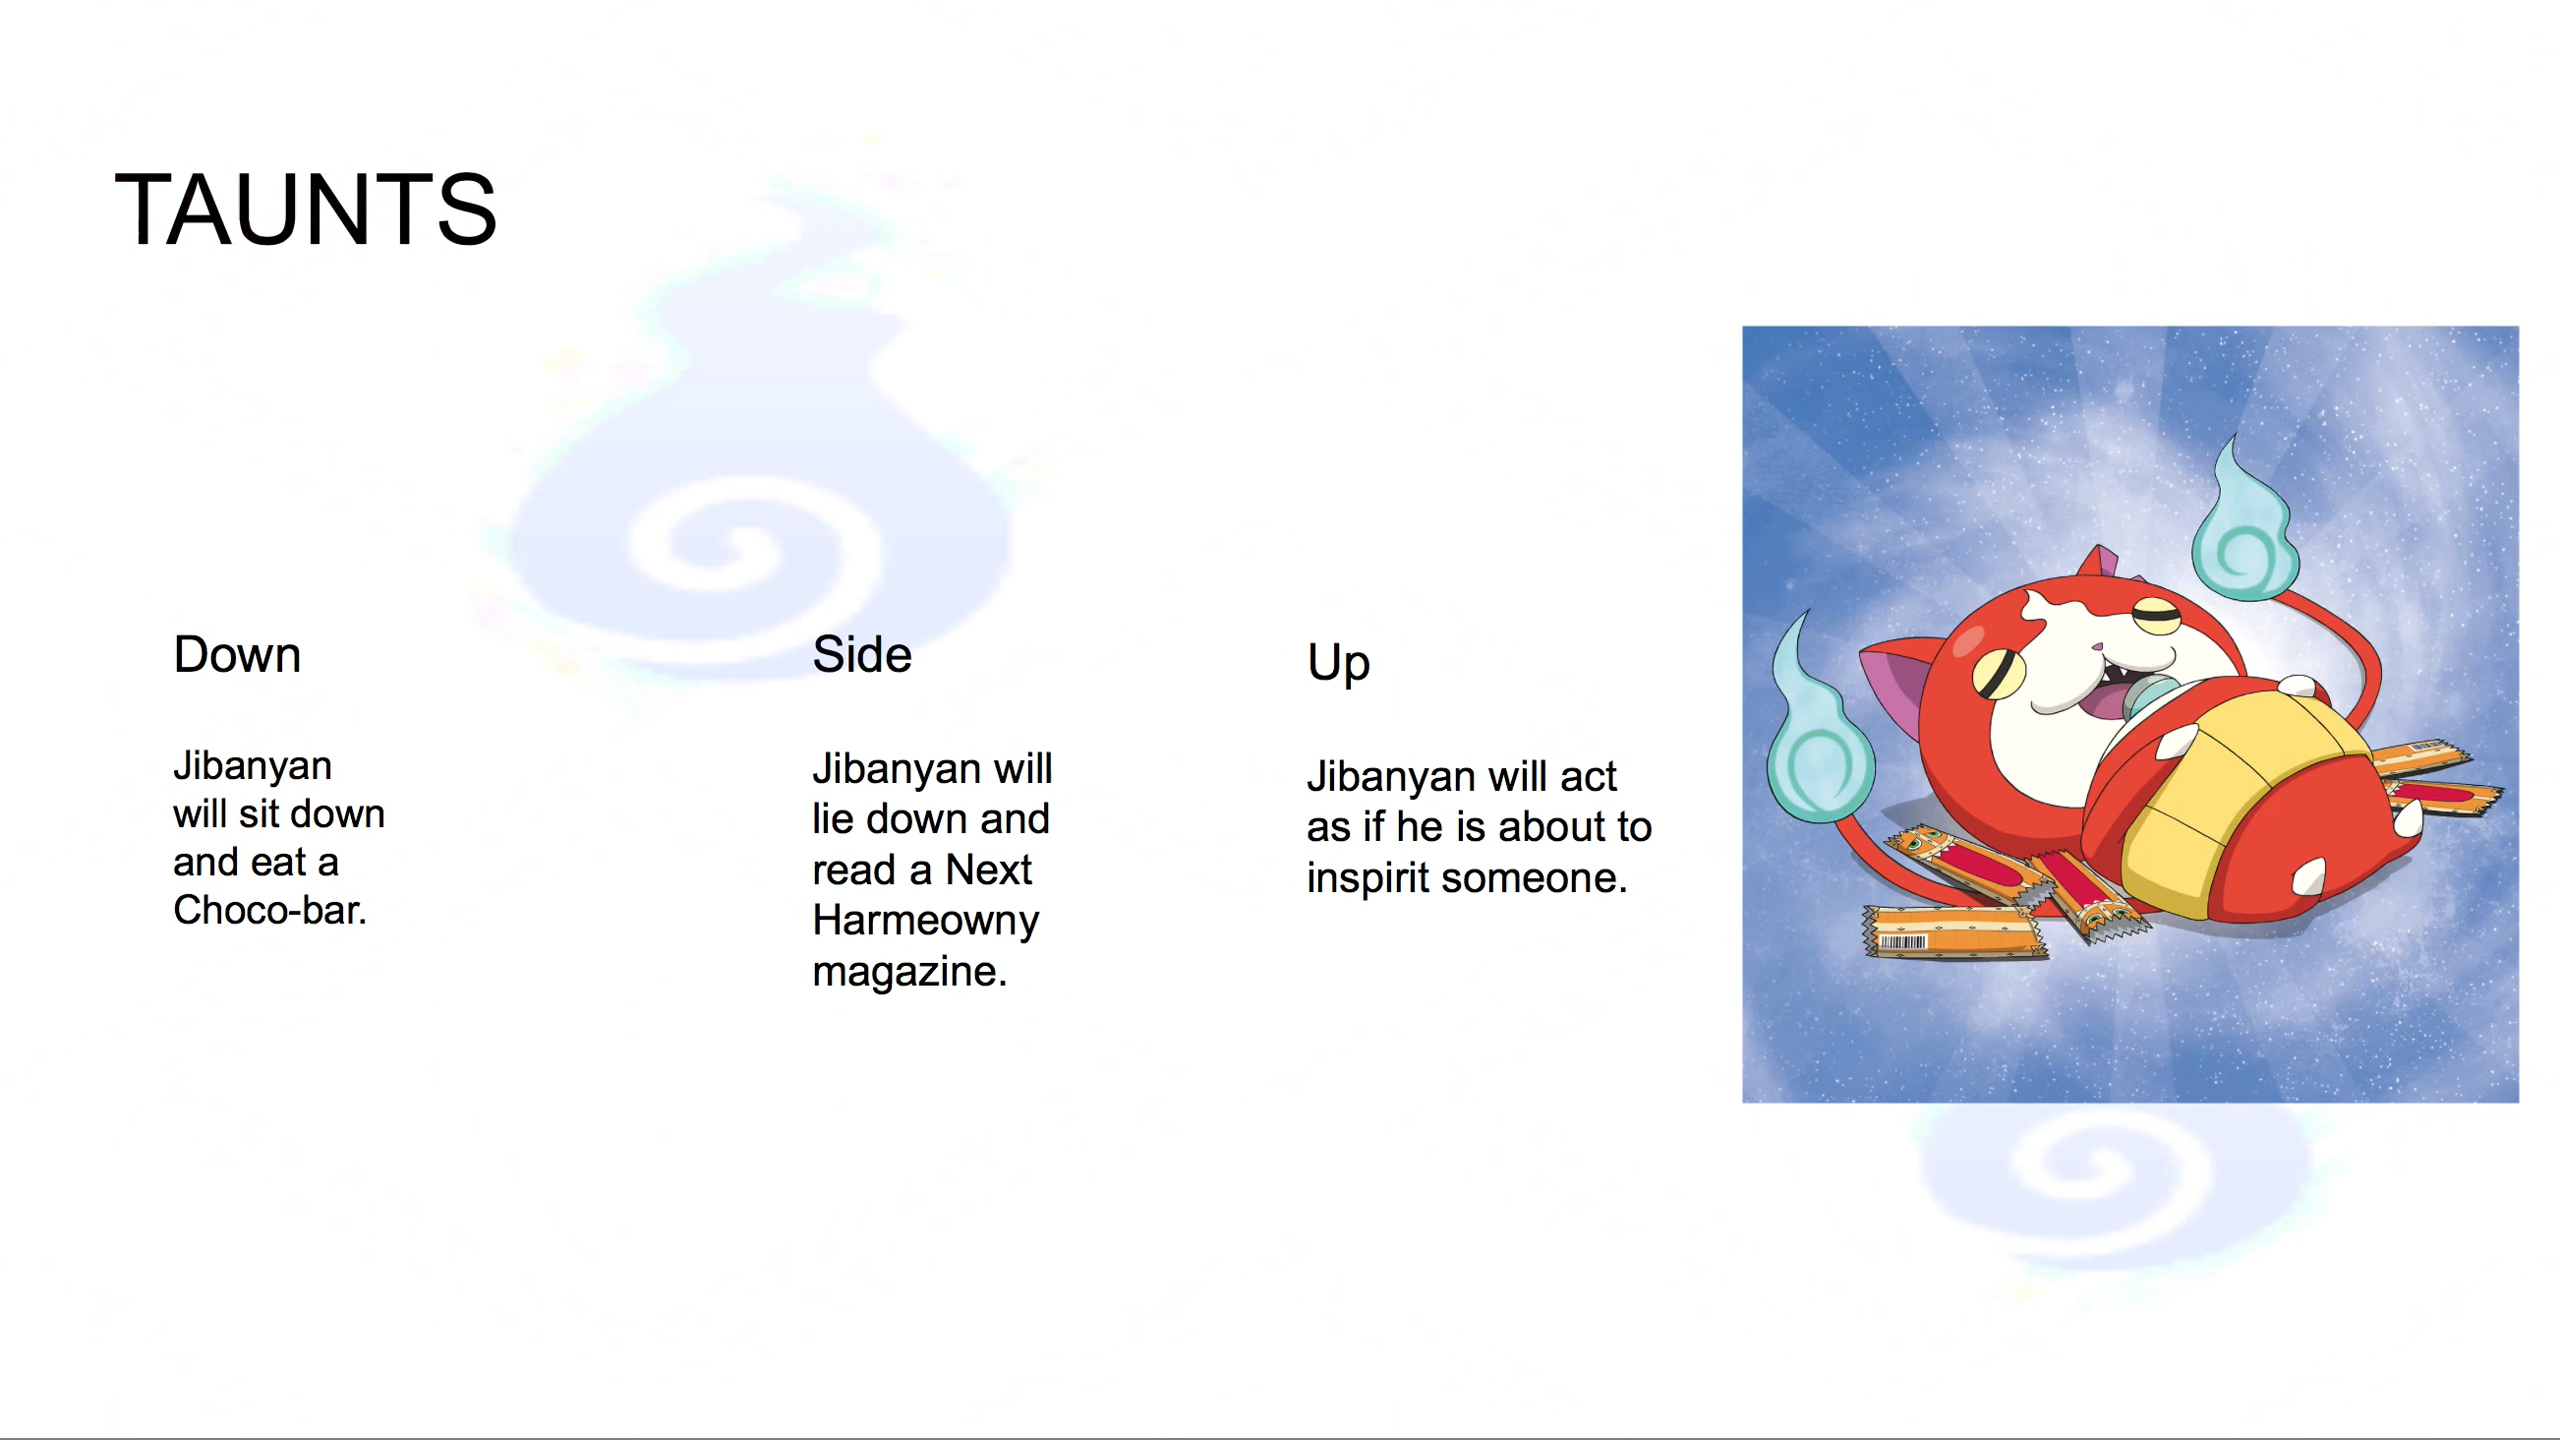 TAUNTS
Down
Jibanyan
will sit down
and eat a
Choco-bar.
Side
Jibanyan will
lie down and
read a Next
Harmeowny
magazine.
Up
Jibanyan will act
as if he is about to
inspirit someone.